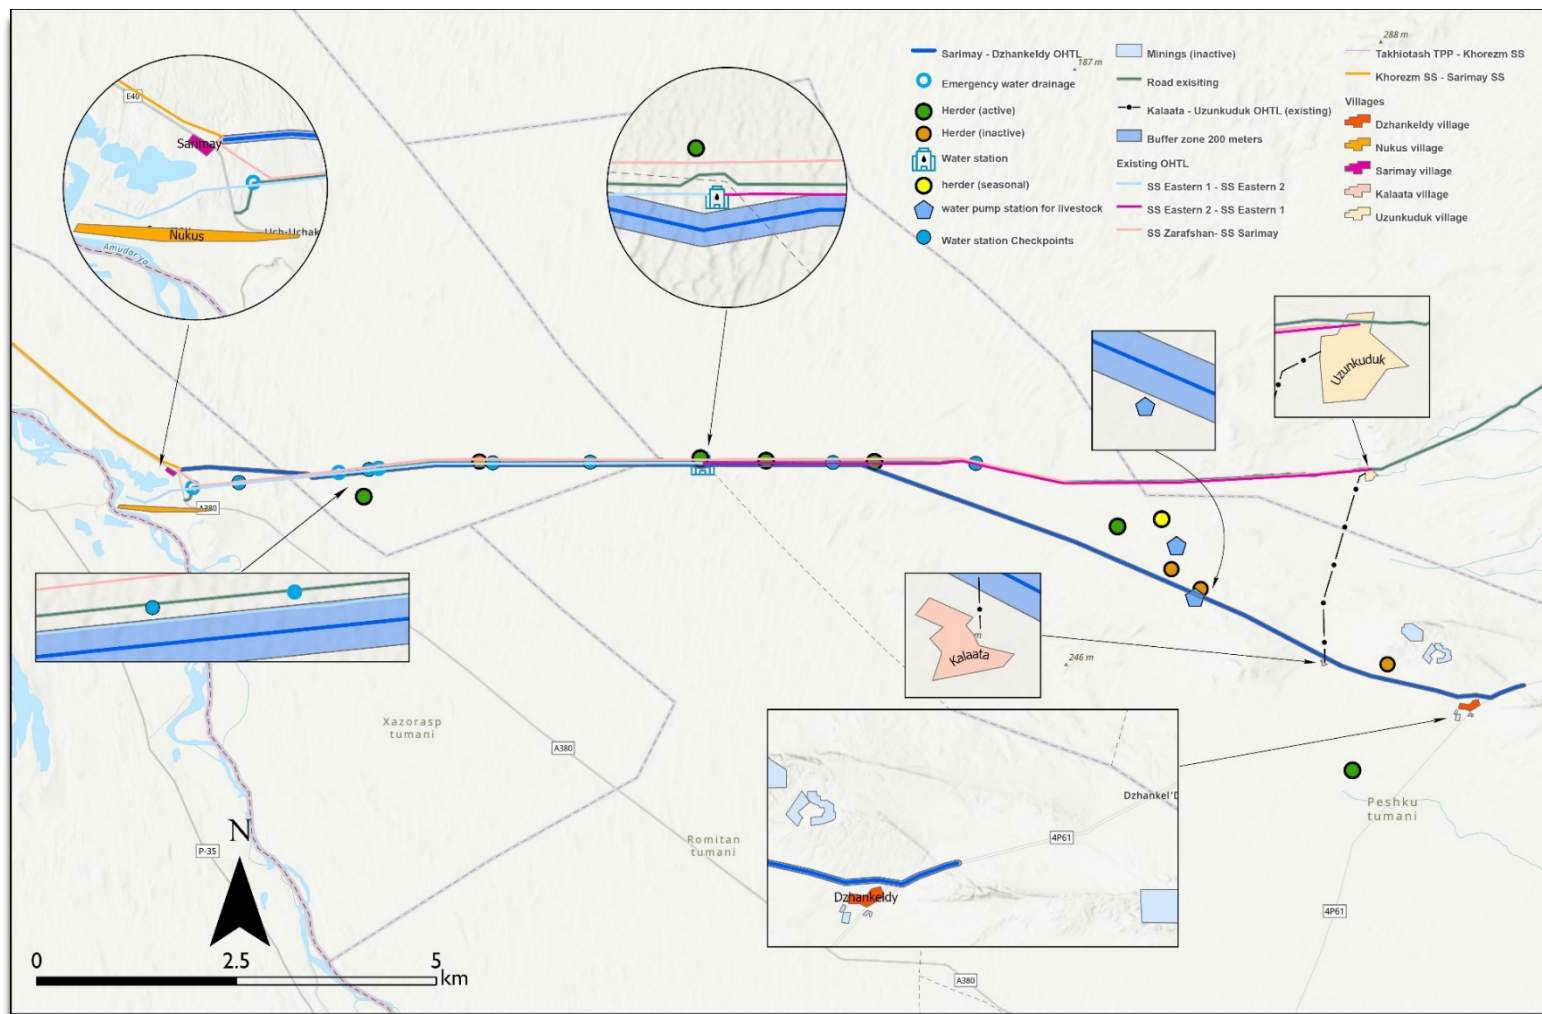 288 m
187 m
Sarimay - Dzhankeldy OHTL
Emergency water drainage
Herder (active)
Herder (inactive)
Water station
herder (seasonal)
water pump station for livestock
Water station Checkpoints
Minings (inactive)
Road exisiting
Kalaata - Uzunkuduk OHTL (existing)
Buffer zone 200 meters
Existing OHTL
SS Eastern 1 - SS Eastern 2
SS Eastern 2 - SS Eastern 1
SS Zarafshan- SS Sarimay
Takhiotash TPP - Khorezm SS
Khorezm SS - Sarimay SS
Villages
Dzhankeldy village
Nukus village
Sarimay village
Kalaata village
Uzunkuduk village
E40
Sarimay
Nukus
Uch-Uchak
Amudaryo
Uzunkuduk
A380
Kalaata
m
246 m
Xazorasp
tumani
A380
Dzhankel'D
4P61
Dzhankeldy
Peshku
tumani
Romitan
tumani
P-35
4P61
A380
N
0 2.5 5
km